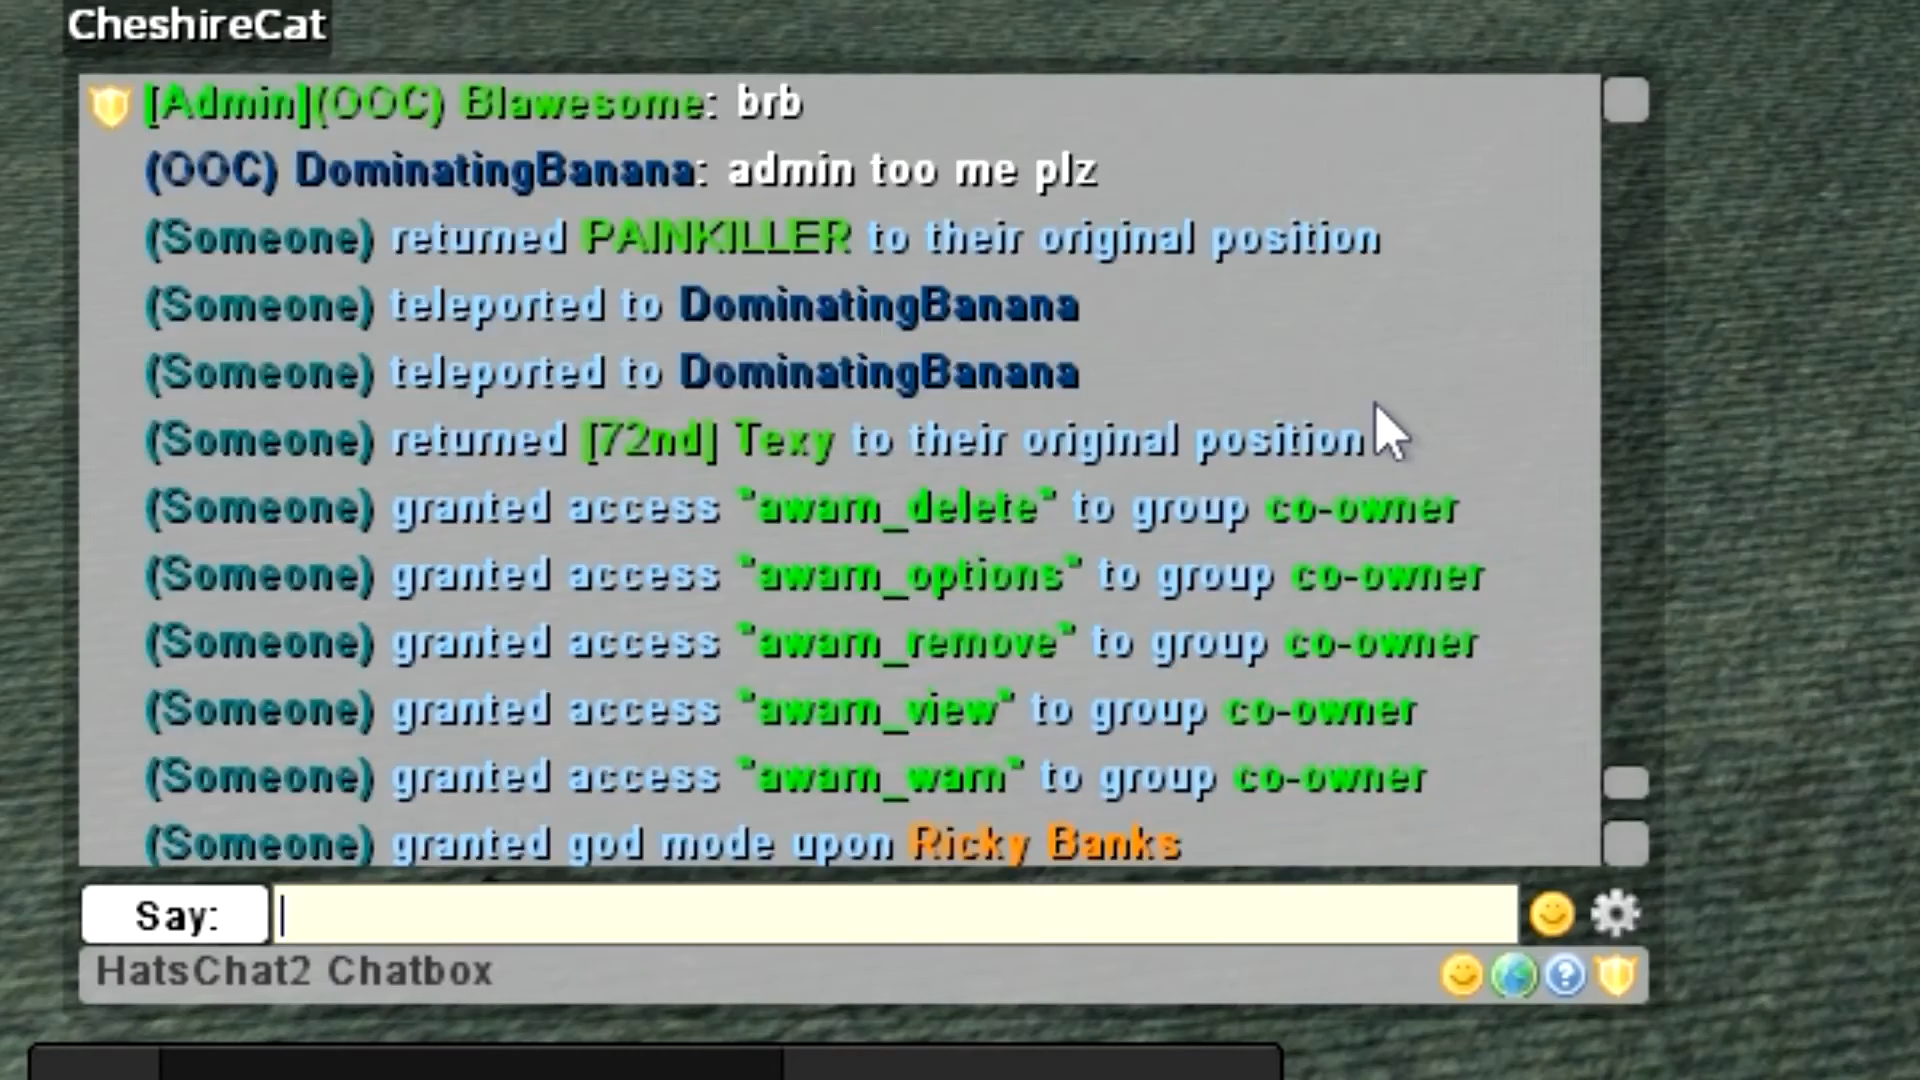 CheshireCat
[Admin](OOC) Blawesome: brb
(OOC) DominatingBanana: admin too me plz
(Someone) returned PAINKILLER to their original position
(Someone) teleported to DominatingBanana
(Someone) teleported to DominatingBanana
(Someone) returned [72nd] Texy to their original position
(Someone) granted access "awarn_delete" to group co-owner
(Someone) granted access "awarn_options" to group co-owner
(Someone) granted access "awarn_remove" to group co-owner
(Someone) granted access "awarn_view" to group co-owner
(Someone) granted access "awarn_warn" to group co-owner
(Someone) granted god mode upon Ricky Banks
Say:
HatsChat2 Chatbox